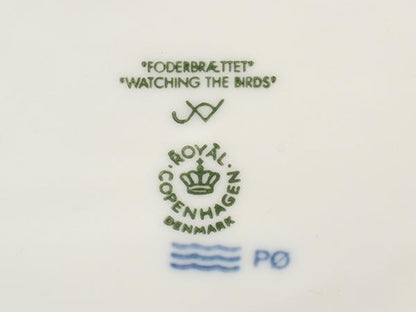 "FODERBRÆTTET"
"WATCHING THE BIRDS"
ROYAL
COPENHAGEN
DENMARK
PØ